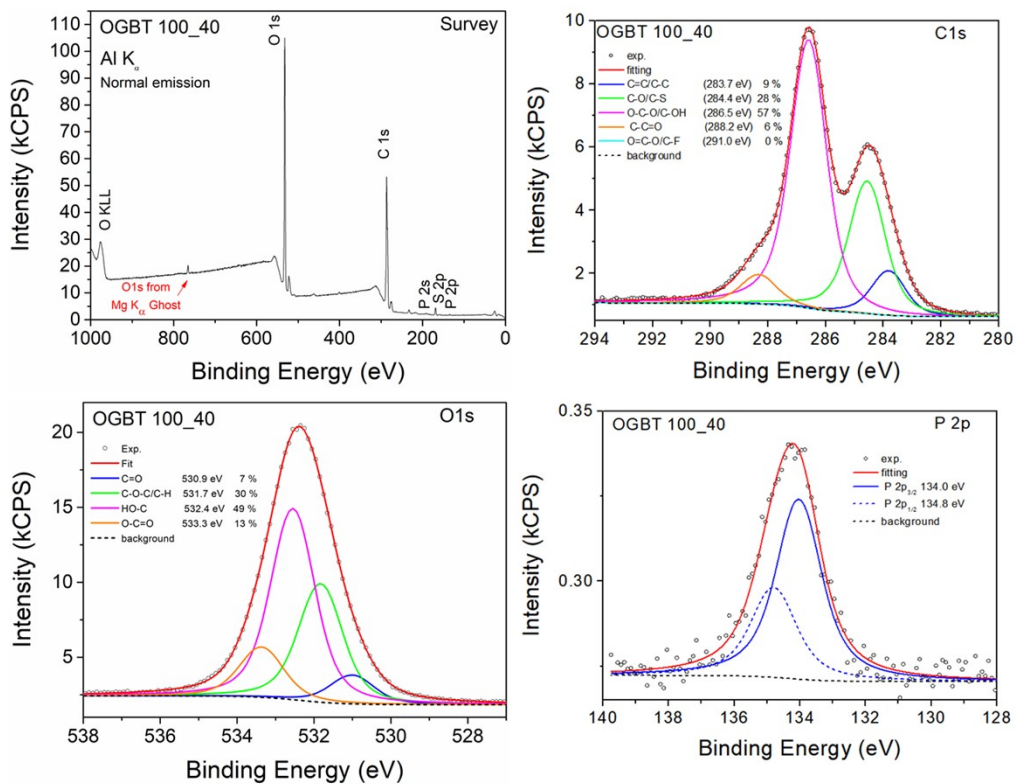 OGBT 100_40
Survey
Al Kα
Normal emission
O 1s
C 1s
O KLL
O1s from
Mg Kα Ghost
P 2s
S 2p
P 2p
Intensity (kCPS)
110
100
90
80
70
60
50
40
30
20
10
0
1000 800 600 400 200 0
Binding Energy (eV)
OGBT 100_40
C1s
exp.
fitting
C=C/C-C (283.7 eV) 9 %
C-O/C-S (284.4 eV) 28 %
O-C-O/C-OH (286.5 eV) 57 %
C-C=O (288.2 eV) 6 %
O=C-O/C-F (291.0 eV) 0 %
background
Intensity (kCPS)
10
8
6
4
2
294 292 290 288 286 284 282 280
Binding Energy (eV)
OGBT 100_40
O1s
Exp.
Fit
C=O 530.9 eV 7 %
C-O-C/C-H 531.7 eV 30 %
HO-C 532.4 eV 49 %
O-C=O 533.3 eV 13 %
background
Intensity (kCPS)
20
15
10
5
538 536 534 532 530 528
Binding Energy (eV)
OGBT 100_40
P 2p
exp.
fitting
P 2p3/2 134.0 eV
P 2p1/2 134.8 eV
background
Intensity (kCPS)
0.35
0.30
140 138 136 134 132 130 128
Binding Energy (eV)